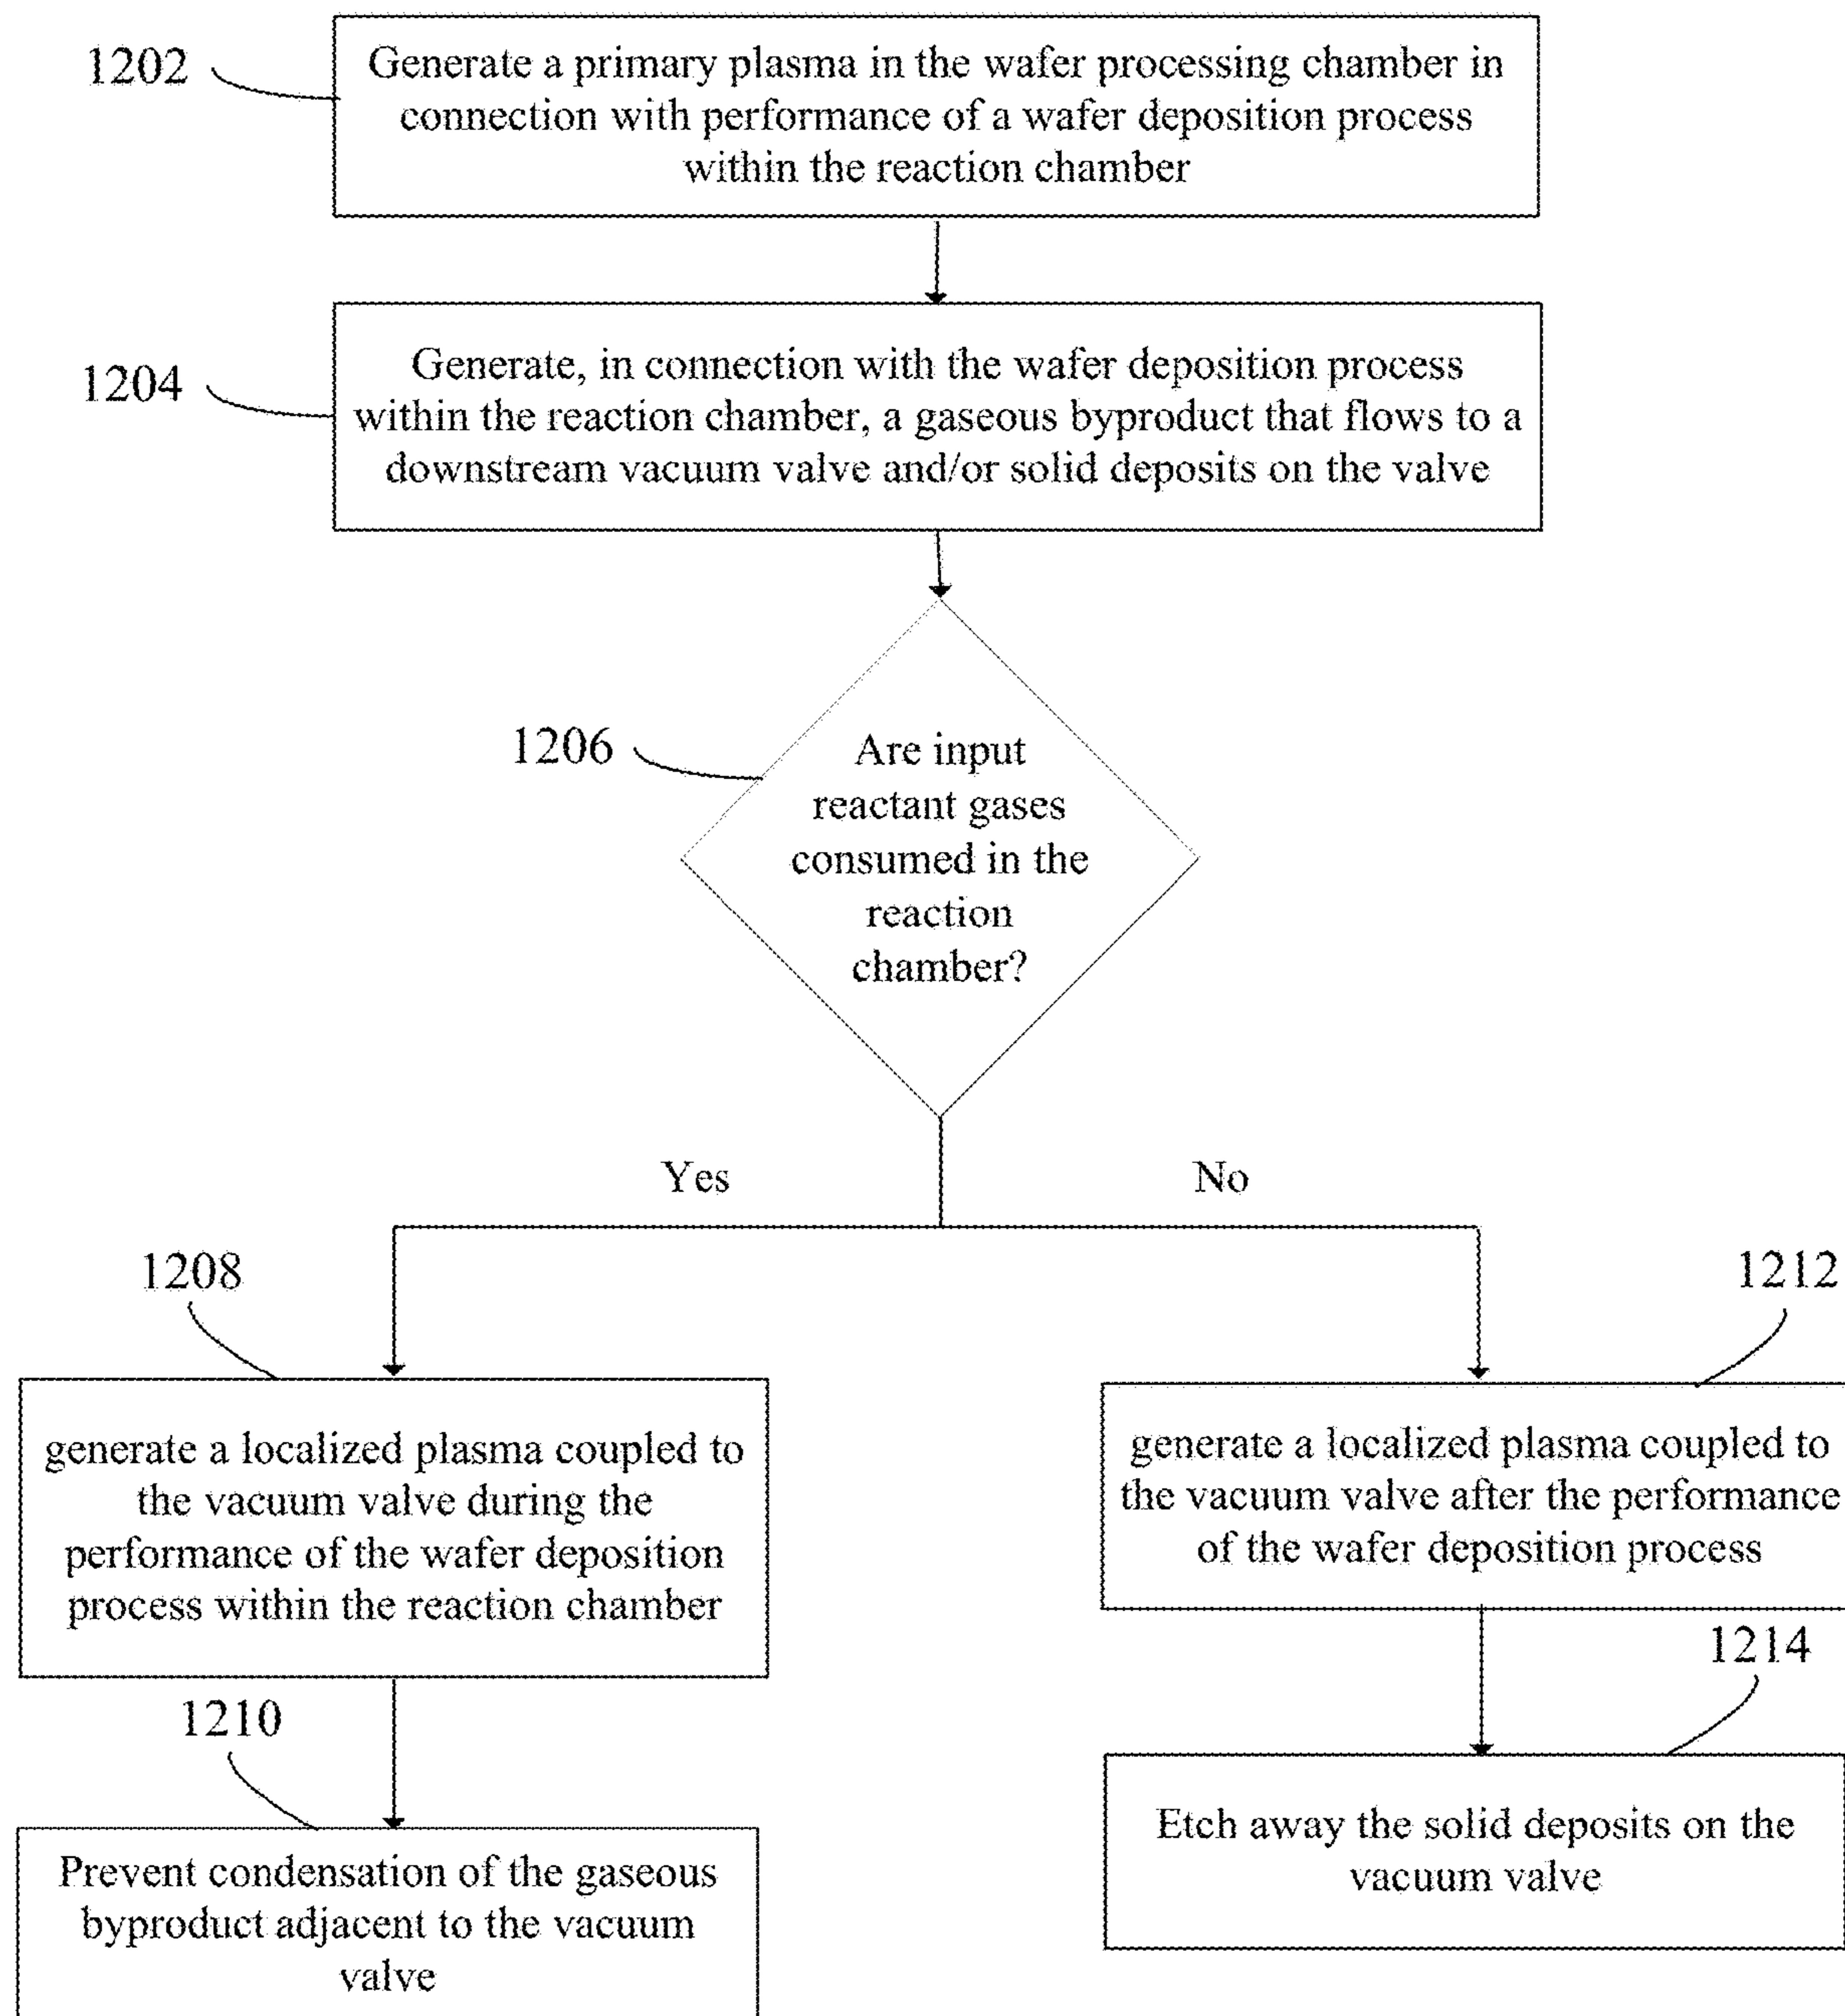 1202
Generate a primary plasma in the wafer processing chamber in
connection with performance of a wafer deposition process
within the reaction chamber
1204
Generate, in connection with the wafer deposition process
within the reaction chamber, a gaseous byproduct that flows to a
downstream vacuum valve and/or solid deposits on the valve
1206
Are input
reactant gases
consumed in the
reaction
chamber?
Yes
No
1208
generate a localized plasma coupled to
the vacuum valve during the
performance of the wafer deposition
process within the reaction chamber
1210
Prevent condensation of the gaseous
byproduct adjacent to the vacuum
valve
1212
generate a localized plasma coupled to
the vacuum valve after the performance
of the wafer deposition process
1214
Etch away the solid deposits on the
vacuum valve